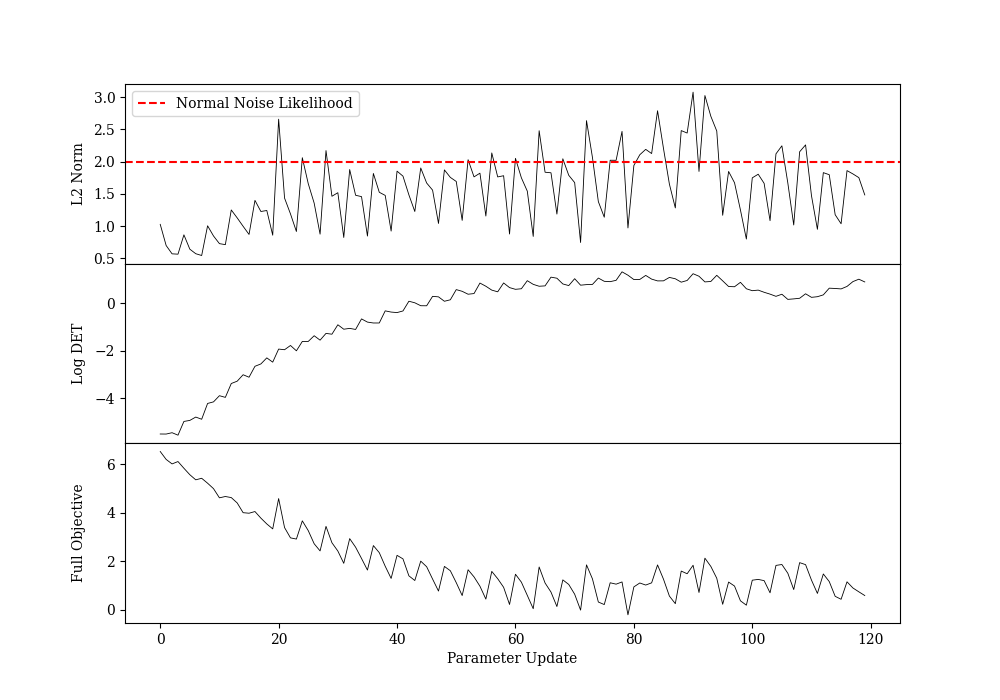 3.0
Normal Noise Likelihood
2.5
2.0
1.5
1.0
0.5
L2 Norm
0
−2
−4
Log DET
6
4
2
0
Full Objective
0 20 40 60 80 100 120
Parameter Update